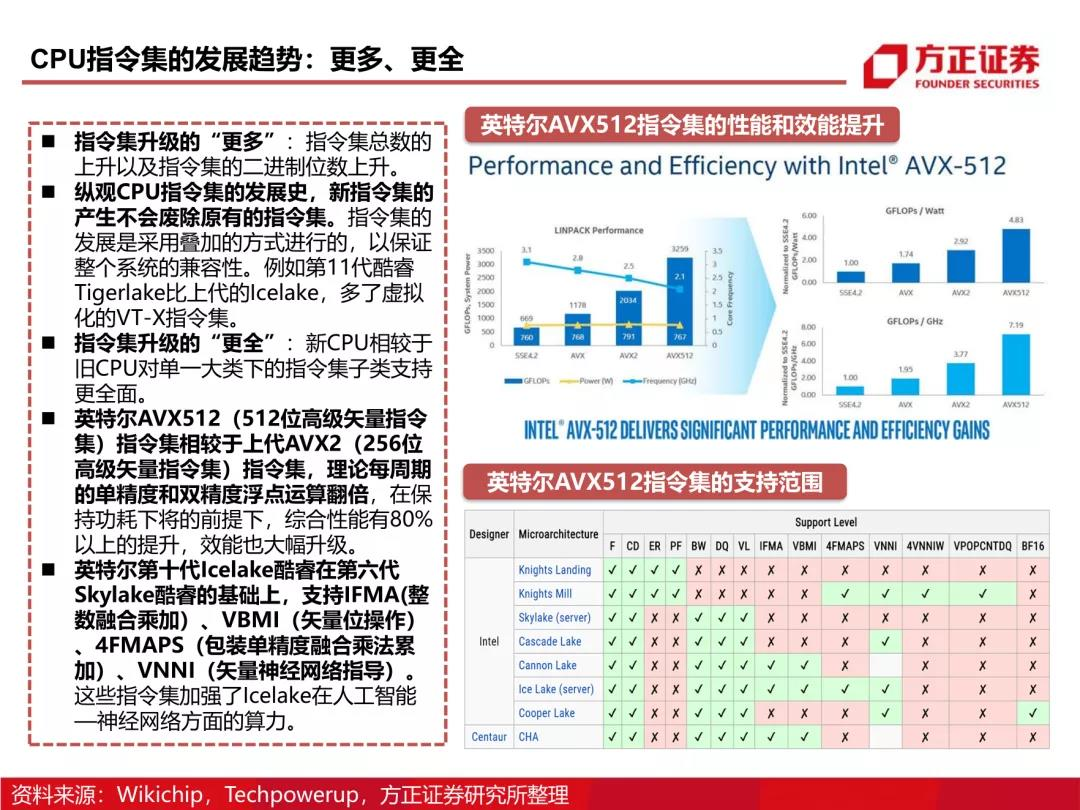 CPU指令集的发展趋势：更多、更全
方正证券
FOUNDER SECURITIES
■ 指令集升级的“更多”：指令集总数的
上升以及指令集的二进制位数上升。
■ 纵观CPU指令集的发展史，新指令集的
产生不会废除原有的指令集。指令集的
发展是采用叠加的方式进行的，以保证
整个系统的兼容性。例如第11代酷睿
Tigerlake比上代的Icelake，多了虚拟
化的VT-X指令集。
■ 指令集升级的“更全”：新CPU相较于
旧CPU对单一大类下的指令集子类支持
更全面。
■ 英特尔AVX512（512位高级矢量指令
集）指令集相较于上代AVX2（256位
高级矢量指令集）指令集，理论每周期
的单精度和双精度浮点运算翻倍，在保
持功耗下将的前提下，综合性能有80%
以上的提升，效能也大幅升级。
■ 英特尔第十代Icelake酷睿在第六代
Skylake酷睿的基础上，支持IFMA(整
数融合乘加）、VBMI（矢量位操作）
、4FMAPS（包装单精度融合乘法累
加）、VNNI（矢量神经网络指导）。
这些指令集加强了Icelake在人工智能
—神经网络方面的算力。
英特尔AVX512指令集的性能和效能提升
Performance and Efficiency with Intel® AVX-512
LINPACK Performance
GFLOPs, System Power
3500
3000
2500
2000
1500
1000
500
0
3.1
2.8
2.5
3259
2.1
669
1178
2034
760
768
791
767
3.5
3
2.5
2
1.5
1
0.5
0
Core Frequency
SSE4.2 AVX AVX2 AVX512
GFLOPs Power (W) Frequency (GHz)
GFLOPs / Watt
Normalized to SSE4.2
GFLOPs/Watt
6.00
4.00
2.00
0.00
1.00
1.74
2.92
4.83
SSE4.2 AVX AVX2 AVX512
GFLOPs / GHz
Normalized to SSE4.2
GFLOPs/GHz
8.00
6.00
4.00
2.00
0.00
1.00
1.95
3.77
7.19
SSE4.2 AVX AVX2 AVX512
INTEL® AVX-512 DELIVERS SIGNIFICANT PERFORMANCE AND EFFICIENCY GAINS
英特尔AVX512指令集的支持范围
Designer Microarchitecture Support Level
F CD ER PF BW DQ VL IFMA VBMI 4FMAPS VNNI 4VNNIW VPOPCNTDQ BF16
Intel
Knights Landing ✓ ✓ ✓ ✓ ✗ ✗ ✗ ✗ ✗ ✗ ✗ ✗ ✗ ✗
Knights Mill ✓ ✓ ✓ ✓ ✗ ✗ ✗ ✗ ✗ ✓ ✓ ✓ ✓ ✗
Skylake (server) ✓ ✓ ✗ ✗ ✓ ✓ ✓ ✗ ✗ ✗ ✗ ✗ ✗ ✗
Cascade Lake ✓ ✓ ✗ ✗ ✓ ✓ ✓ ✗ ✗ ✗ ✓ ✗ ✗ ✗
Cannon Lake ✓ ✓ ✗ ✗ ✓ ✓ ✓ ✓ ✓ ✗ ✗ ✗ ✗
Ice Lake (server) ✓ ✓ ✗ ✗ ✓ ✓ ✓ ✓ ✓ ✓ ✓ ✗ ✗ ✗
Cooper Lake ✓ ✓ ✗ ✗ ✓ ✓ ✓ ✗ ✗ ✗ ✓ ✗ ✗ ✓
Centaur CHA ✓ ✓ ✗ ✗ ✓ ✓ ✓ ✓ ✓ ✗ ✗ ✗ ✗
资料来源：Wikichip，Techpowerup，方正证券研究所整理